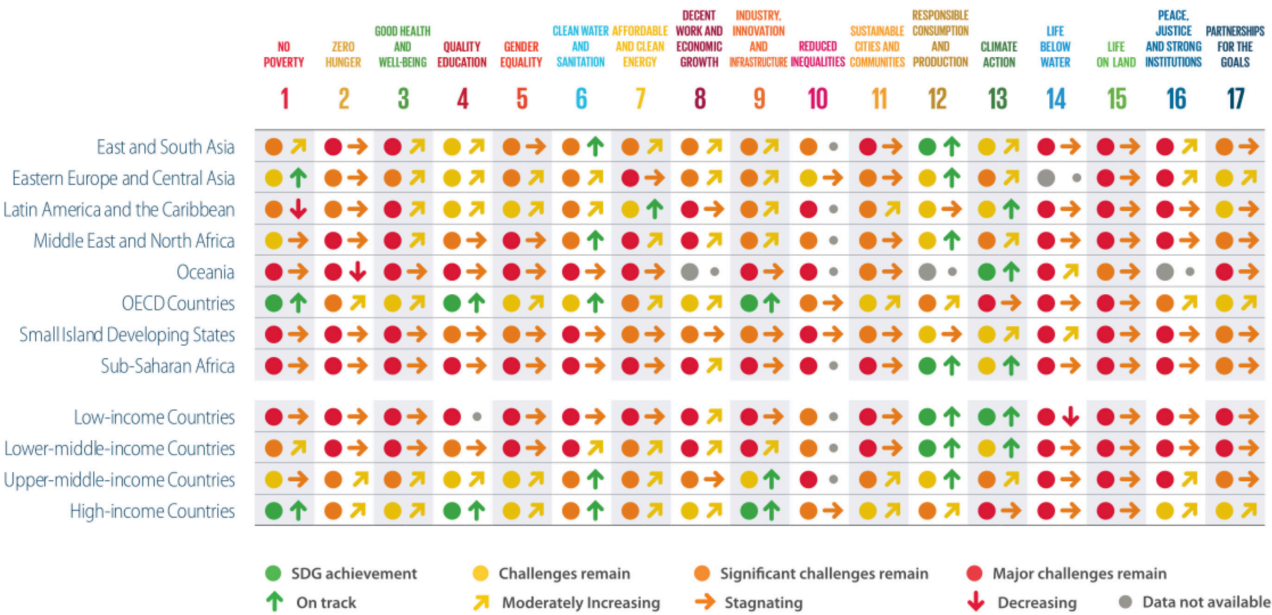 NO
POVERTY
ZERO
HUNGER
GOOD HEALTH
AND
WELL-BEING
QUALITY
EDUCATION
GENDER
EQUALITY
CLEAN WATER
AND
SANITATION
AFFORDABLE
AND CLEAN
ENERGY
DECENT
WORK AND
ECONOMIC
GROWTH
INDUSTRY,
INNOVATION
AND
INFRASTRUCTURE
REDUCED
INEQUALITIES
SUSTAINABLE
CITIES AND
COMMUNITIES
RESPONSIBLE
CONSUMPTION
AND
PRODUCTION
CLIMATE
ACTION
LIFE
BELOW
WATER
LIFE
ON LAND
PEACE,
JUSTICE
AND STRONG
INSTITUTIONS
PARTNERSHIPS
FOR THE
GOALS
1 2 3 4 5 6 7 8 9 10 11 12 13 14 15 16 17
East and South Asia
Eastern Europe and Central Asia
Latin America and the Caribbean
Middle East and North Africa
Oceania
OECD Countries
Small Island Developing States
Sub-Saharan Africa
Low-income Countries
Lower-middle-income Countries
Upper-middle-income Countries
High-income Countries
SDG achievement Challenges remain Significant challenges remain Major challenges remain
On track Moderately Increasing Stagnating Decreasing Data not available